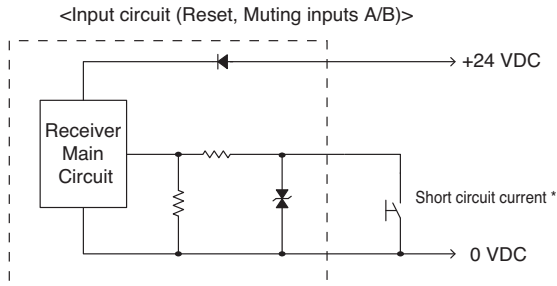 <Input circuit (Reset, Muting inputs A/B)>
+24 VDC
Receiver
Main
Circuit
Short circuit current *
0 VDC